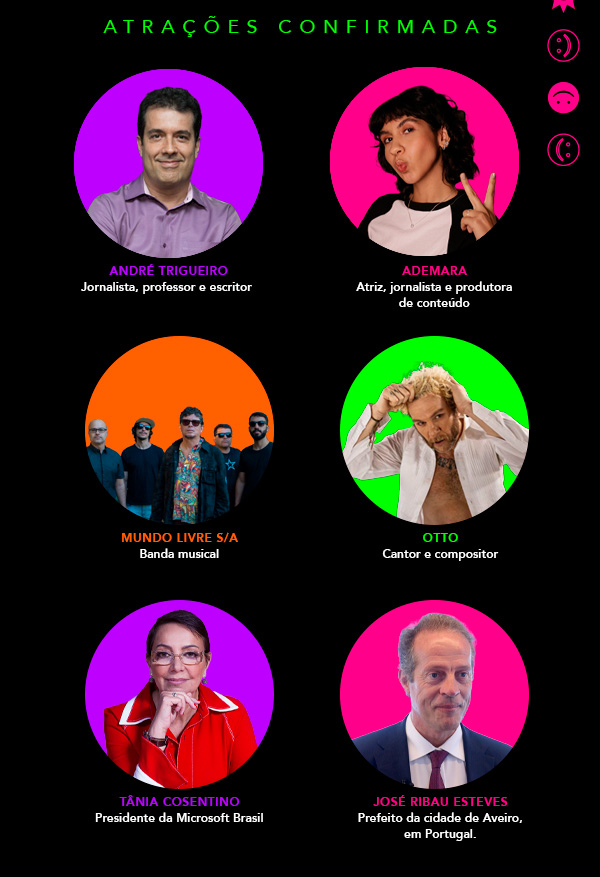 ATRAÇÕES CONFIRMADAS
ANDRÉ TRIGUEIRO
Jornalista, professor e escritor
ADEMARA
Atriz, jornalista e produtora
de conteúdo
MUNDO LIVRE S/A
Banda musical
OTTO
Cantor e compositor
TÂNIA COSENTINO
Presidente da Microsoft Brasil
JOSÉ RIBAU ESTEVES
Prefeito da cidade de Aveiro,
em Portugal.